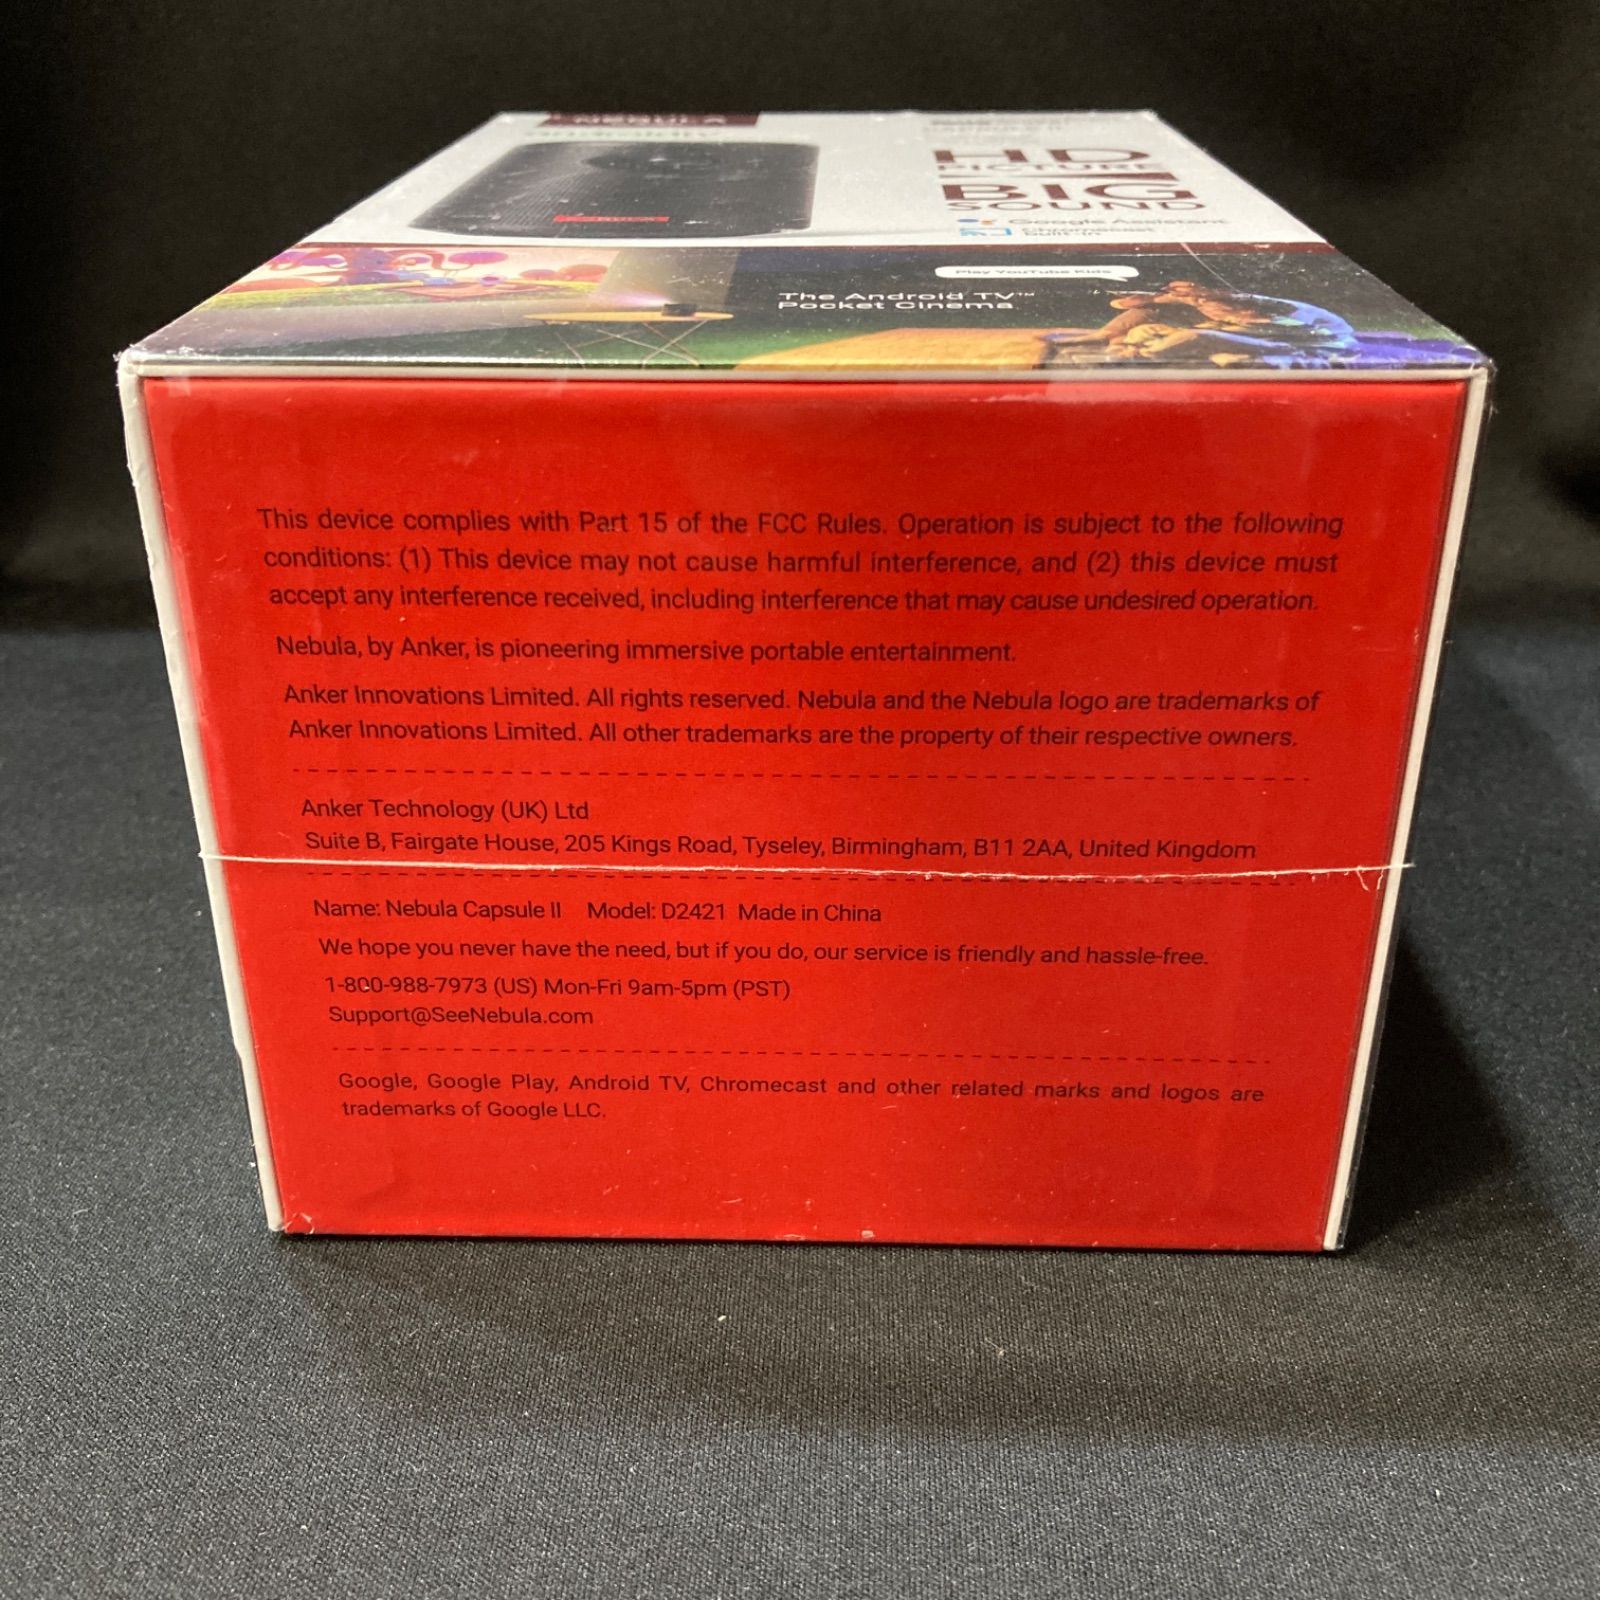 NEBULA
HD
PICTURE
BIG
SOUND
Google Assistant
Chromecast
built-in
Play YouTube Kids
The Android TV™
Pocket Cinema
This device complies with Part 15 of the FCC Rules. Operation is subject to the following
conditions: (1) This device may not cause harmful interference, and (2) this device must
accept any interference received, including interference that may cause undesired operation.
Nebula, by Anker, is pioneering immersive portable entertainment.
Anker Innovations Limited. All rights reserved. Nebula and the Nebula logo are trademarks of
Anker Innovations Limited. All other trademarks are the property of their respective owners.
Anker Technology (UK) Ltd
Suite B, Fairgate House, 205 Kings Road, Tyseley, Birmingham, B11 2AA, United Kingdom
Name: Nebula Capsule II Model: D2421 Made in China
We hope you never have the need, but if you do, our service is friendly and hassle-free.
1-800-988-7973 (US) Mon-Fri 9am-5pm (PST)
Support@SeeNebula.com
Google, Google Play, Android TV, Chromecast and other related marks and logos are
trademarks of Google LLC.